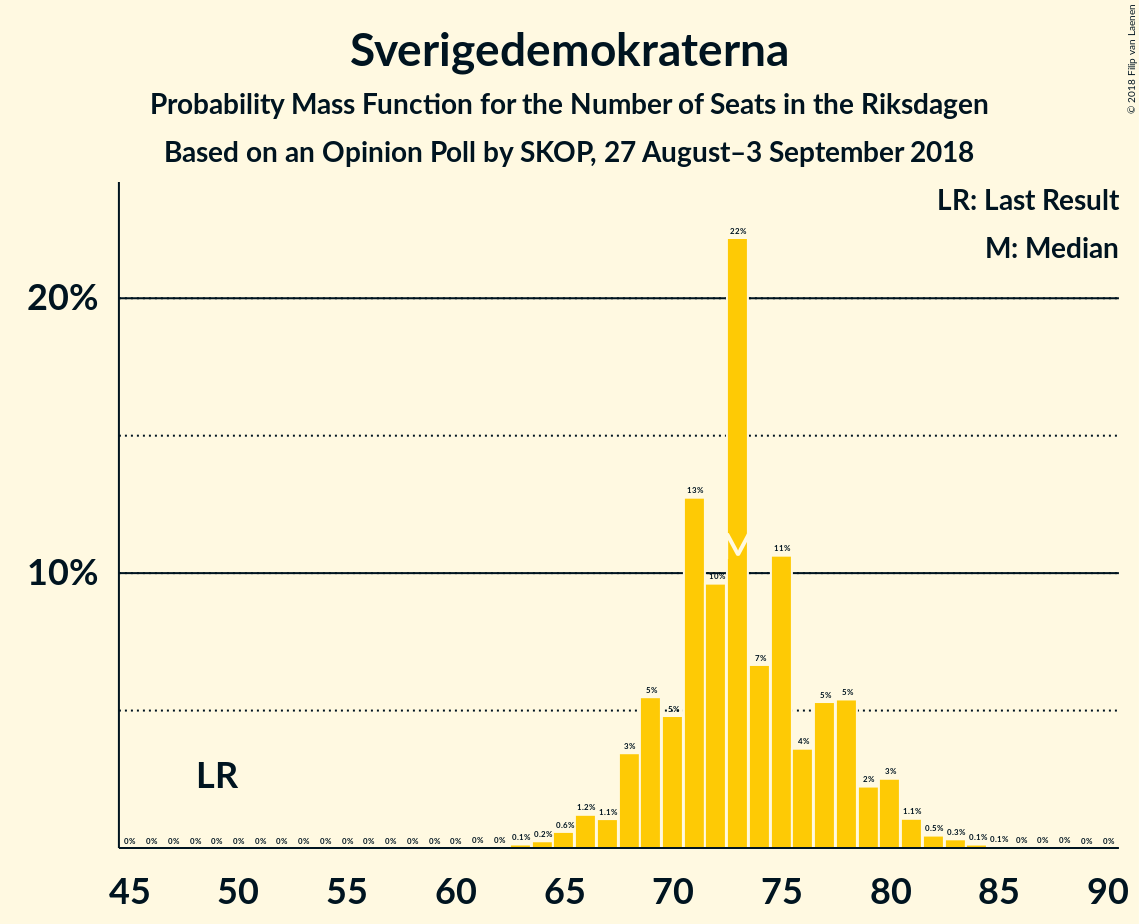 Sverigedemokraterna
Probability Mass Function for the Number of Seats in the Riksdagen
Based on an Opinion Poll by SKOP, 27 August–3 September 2018
© 2018 Filip van Laenen
LR: Last Result
M: Median
20%
10%
LR
M
0% 0% 0% 0% 0% 0% 0% 0% 0% 0% 0% 0% 0% 0% 0% 0% 0% 0% 0.1% 0.2% 0.6% 1.2% 1.1% 3% 5% 5% 13% 10% 22% 7% 11% 4% 5% 5% 2% 3% 1.1% 0.5% 0.3% 0.1% 0.1% 0% 0% 0% 0% 0%
45 50 55 60 65 70 75 80 85 90